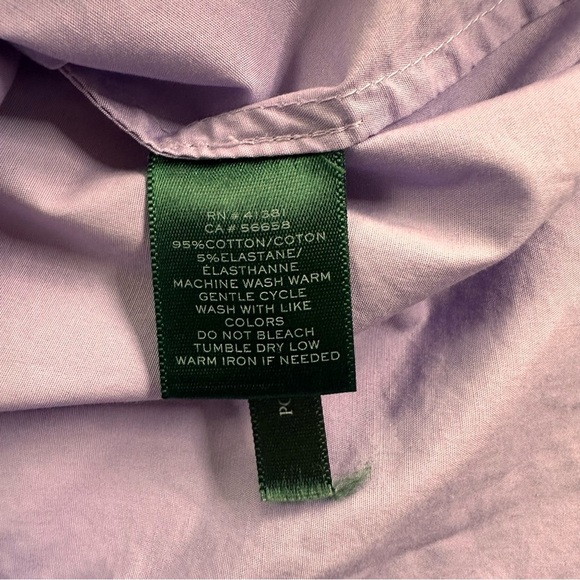 RN # 41381
CA # 56658
95%COTTON/COTON
5%ELASTANE/
ÉLASTHANNE
MACHINE WASH WARM
GENTLE CYCLE
WASH WITH LIKE
COLORS
DO NOT BLEACH
TUMBLE DRY LOW
WARM IRON IF NEEDED